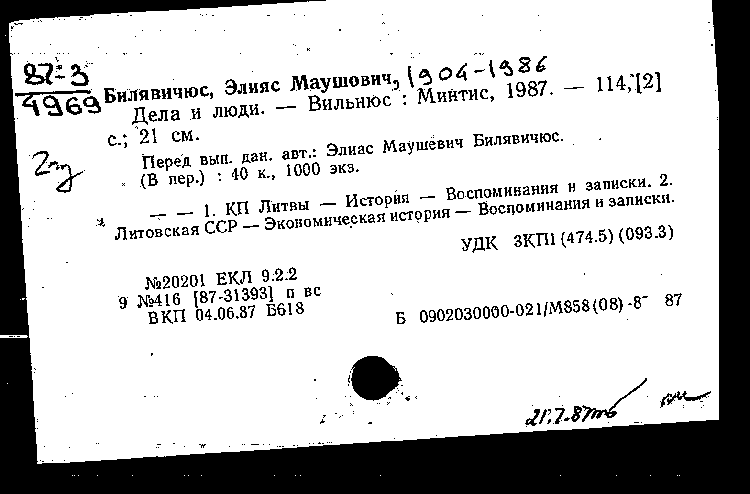 87-3
4969
Билявичюс, Элияс Маушович, 1904-1986
Дела и люди. — Вильнюс : Минтис, 1987. — 114,[2]
с.; 21 см.
Перед вып. дан. авт.: Элиас Маушевич Билявичюс.
(В пер.) : 40 к., 1000 экз.
— — 1. КП Литвы — История — Воспоминания и записки. 2.
Литовская ССР — Экономическая история — Воспоминания и записки.
УДК 3КП1(474.5)(093.3)
№20201 ЕКЛ 9.2.2
9 №416 [87-31393] п вс
ВКП 04.06.87 Б618
Б 0902030000-021/М858(08)-8 87
21.7.87